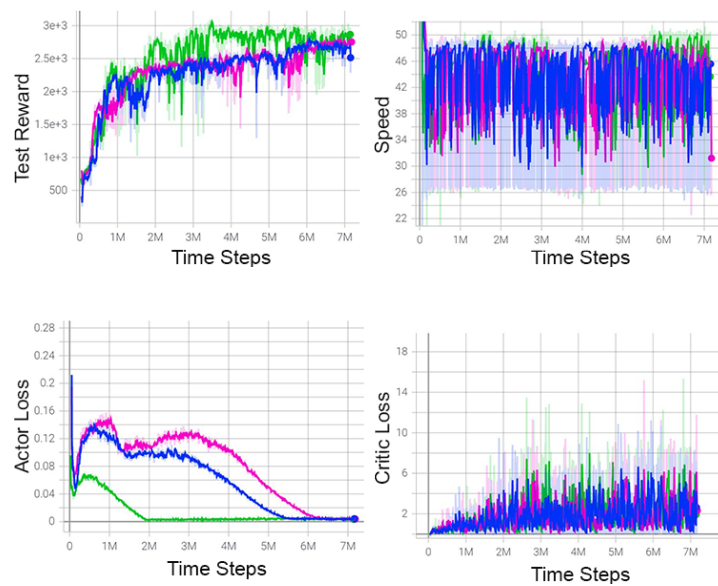 3e+3
2.5e+3
2e+3
1.5e+3
1e+3
500
0 1M 2M 3M 4M 5M 6M 7M
Test Reward
Time Steps
50
46
42
38
34
30
26
22
0 1M 2M 3M 4M 5M 6M 7M
Speed
Time Steps
0.28
0.24
0.2
0.16
0.12
0.08
0.04
0
0 1M 2M 3M 4M 5M 6M 7M
Actor Loss
Time Steps
18
14
10
6
2
0 1M 2M 3M 4M 5M 6M 7M
Critic Loss
Time Steps